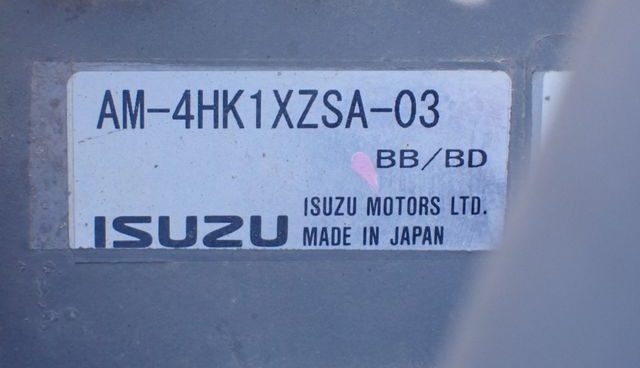 AM-4HK1XZSA-03
BB/BD
ISUZU
ISUZU MOTORS LTD.
MADE IN JAPAN